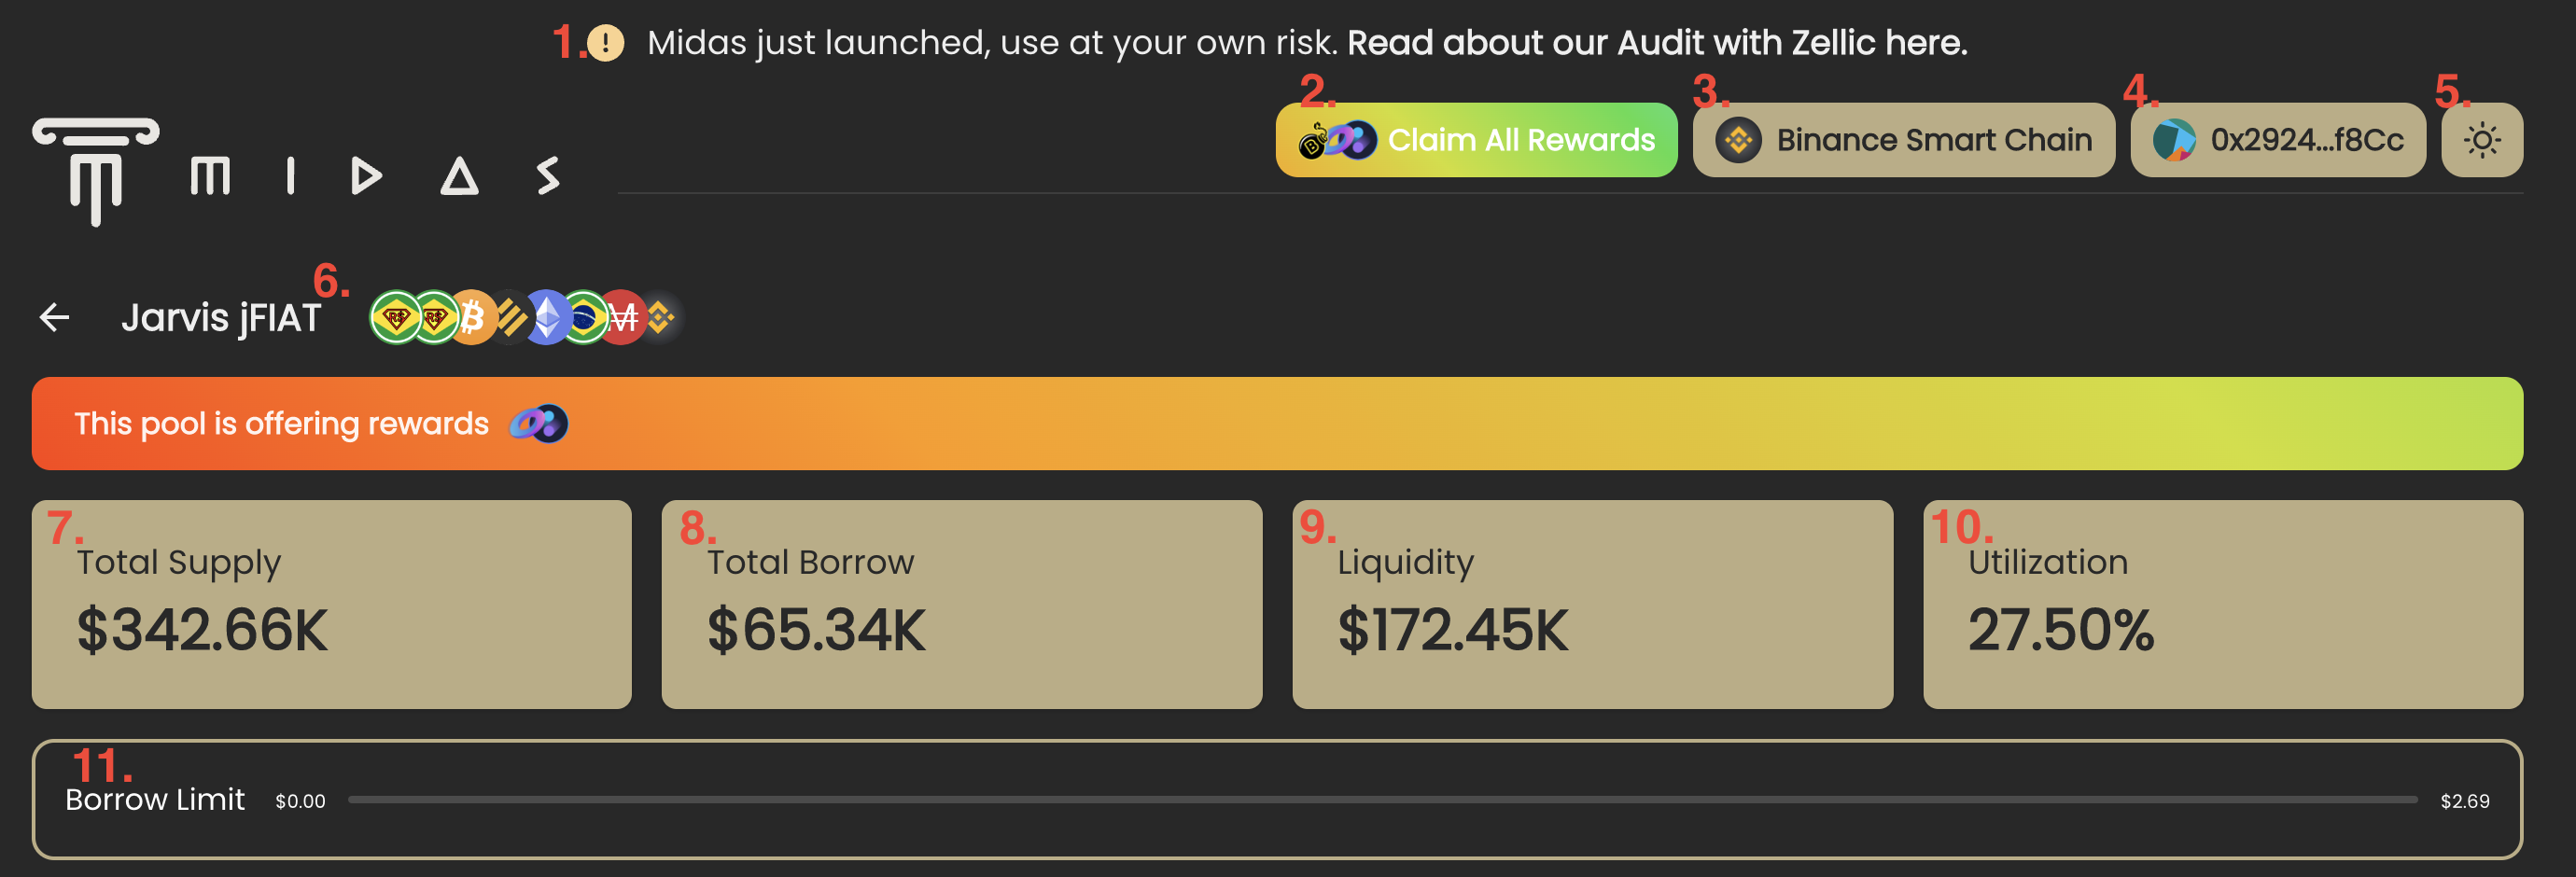 1. Midas just launched, use at your own risk. Read about our Audit with Zellic here.
2. 3. 4. 5.
MIDAS Claim All Rewards Binance Smart Chain 0x2924...f8Cc
6.
Jarvis jFIAT
This pool is offering rewards
7. 8. 9. 10.
Total Supply Total Borrow Liquidity Utilization
$342.66K $65.34K $172.45K 27.50%
11.
Borrow Limit $0.00 $2.69